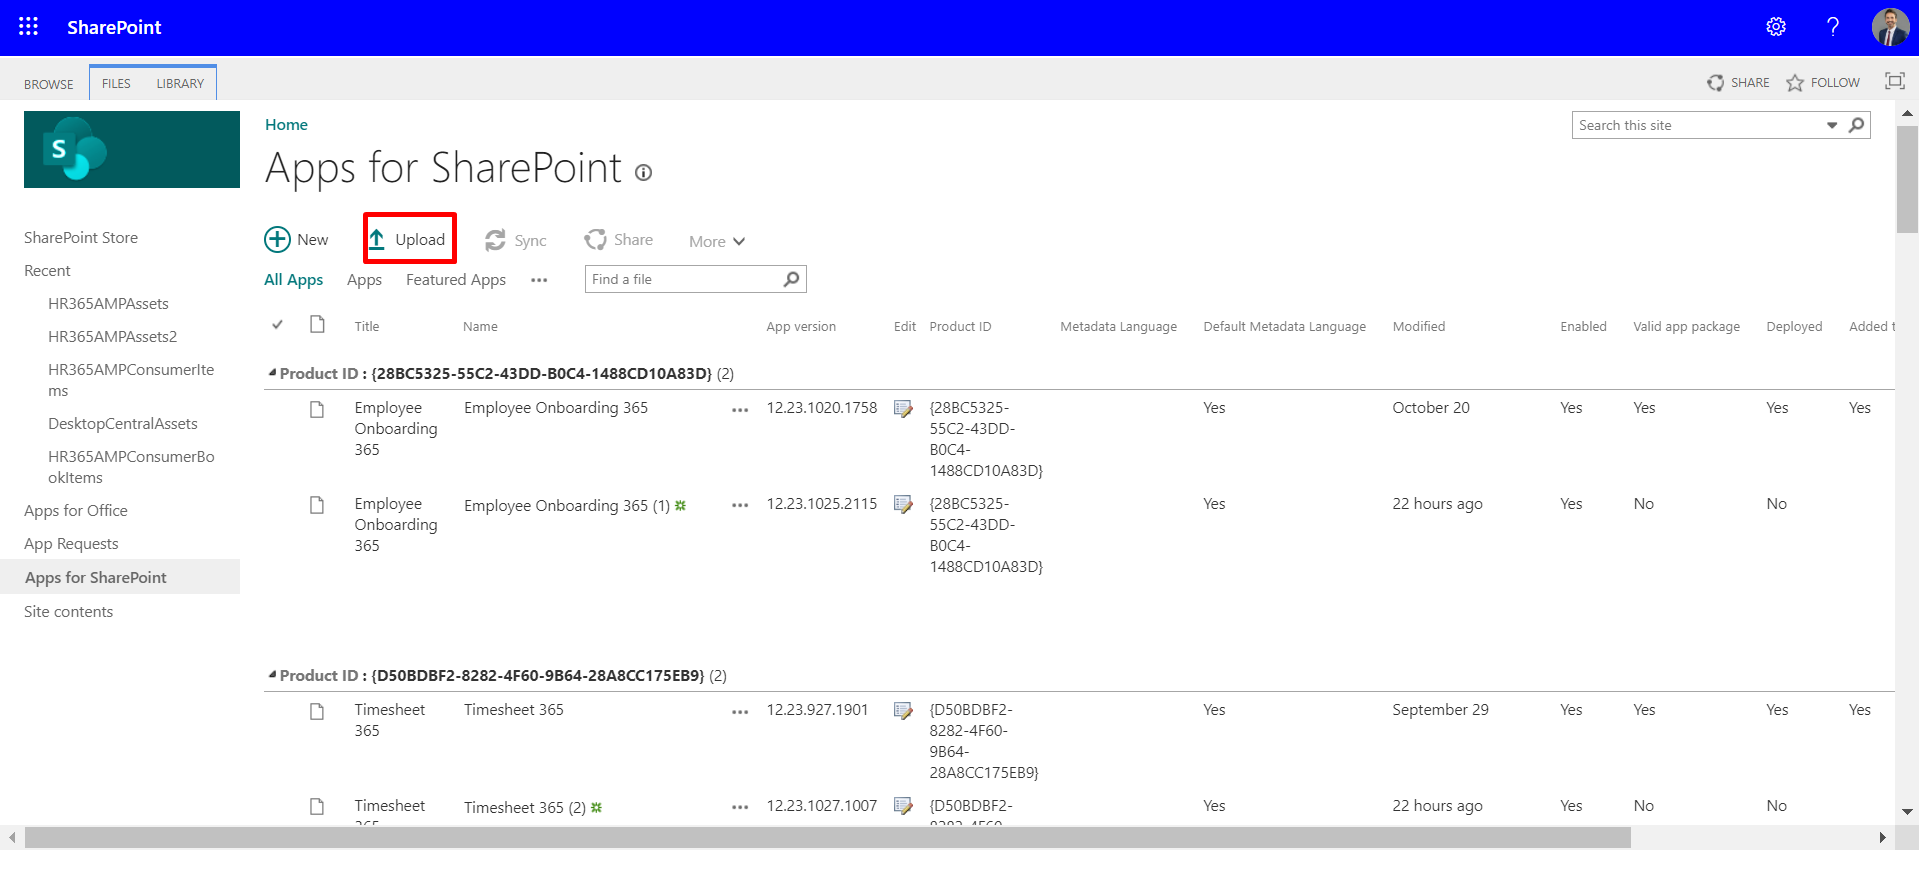 SharePoint
BROWSE FILES LIBRARY SHARE FOLLOW
S
Home
Search this site
Apps for SharePoint
New Upload Sync Share More
All Apps Apps Featured Apps ... Find a file
SharePoint Store
Recent
HR365AMPAssets
HR365AMPAssets2
HR365AMPConsumerIte
ms
DesktopCentralAssets
HR365AMPConsumerBo
okItems
Apps for Office
App Requests
Apps for SharePoint
Site contents
Title Name App version Edit Product ID Metadata Language Default Metadata Language Modified Enabled Valid app package Deployed Added t
Product ID : {28BC5325-55C2-43DD-B0C4-1488CD10A83D} (2)
Employee Employee Onboarding 365 ... 12.23.1020.1758 {28BC5325- Yes October 20 Yes Yes Yes Yes
Onboarding 55C2-43DD-
365 B0C4-
1488CD10A83D}
Employee Employee Onboarding 365 (1) ... 12.23.1025.2115 {28BC5325- Yes 22 hours ago Yes No No
Onboarding 55C2-43DD-
365 B0C4-
1488CD10A83D}
Product ID : {D50BDBF2-8282-4F60-9B64-28A8CC175EB9} (2)
Timesheet Timesheet 365 ... 12.23.927.1901 {D50BDBF2- Yes September 29 Yes Yes Yes Yes
365 8282-4F60-
9B64-
28A8CC175EB9}
Timesheet Timesheet 365 (2) ... 12.23.1027.1007 {D50BDBF2- Yes 22 hours ago Yes No No
365 8282-4F60-